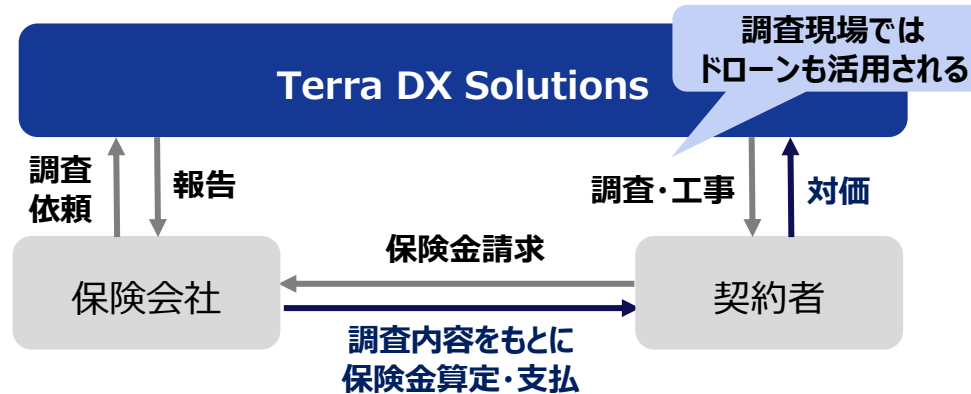 調査現場では
ドローンも活用される
Terra DX Solutions
調査
依頼
報告
調査・工事
対価
保険金請求
保険会社
契約者
調査内容をもとに
保険金算定・支払